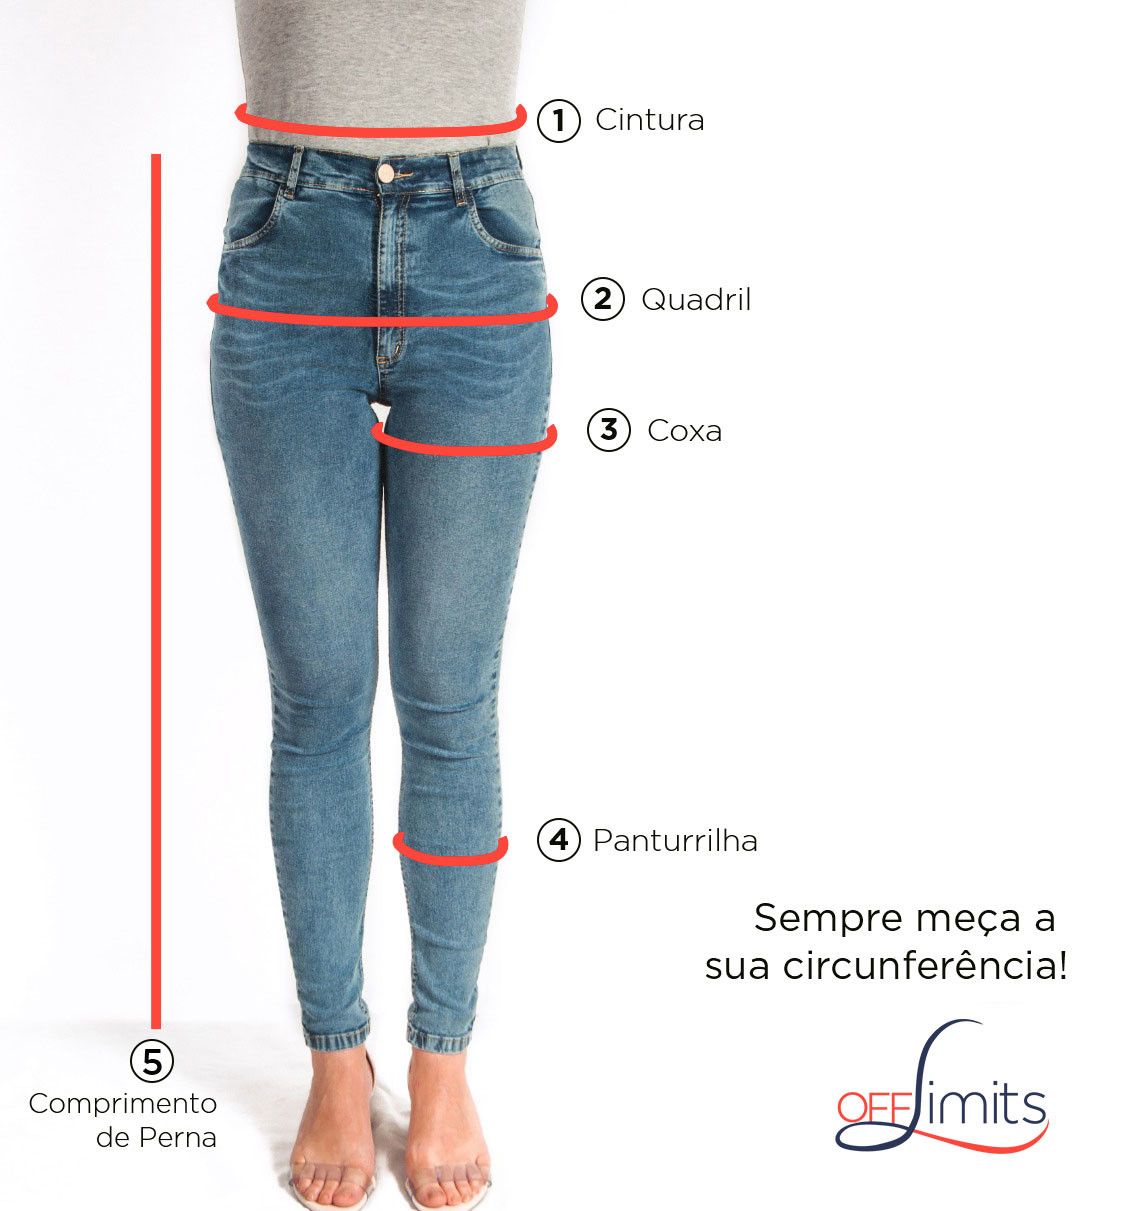 1 Cintura
2 Quadril
3 Coxa
4 Panturrilha
Sempre meça a
sua circunferência!
5
Comprimento
de Perna
OFF Limits